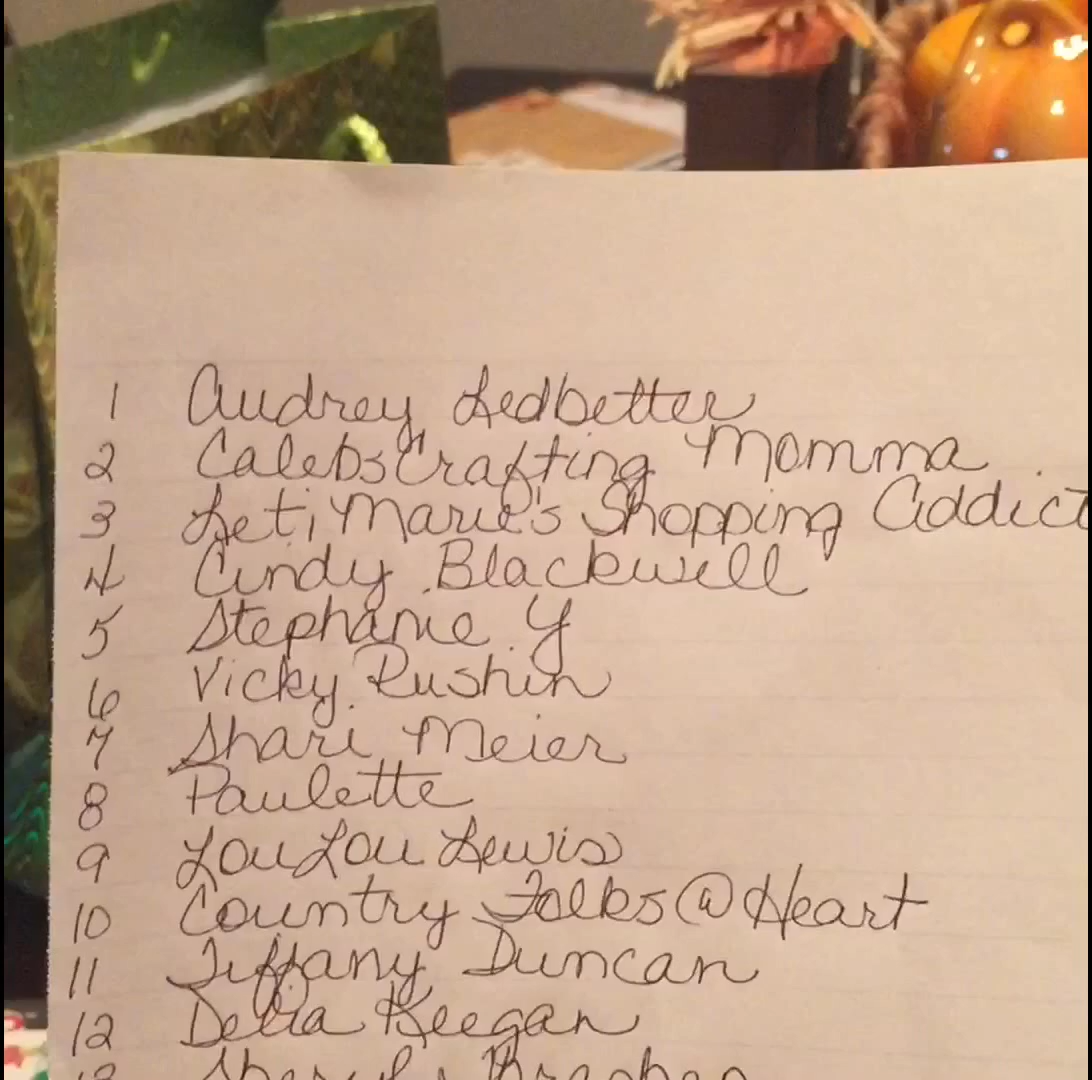 1 Audrey Ledbetter
2 CalebsCrafting Momma
3 Leti Marie's Shopping Addict
4 Cindy Blackwell
5 Stephanie Y
6 Vicky Rushin
7 Shari Meier
8 Paulette
9 LouLou Lewis
10 Country Folks@Heart
11 Tiffany Duncan
12 Delia Keegan
13